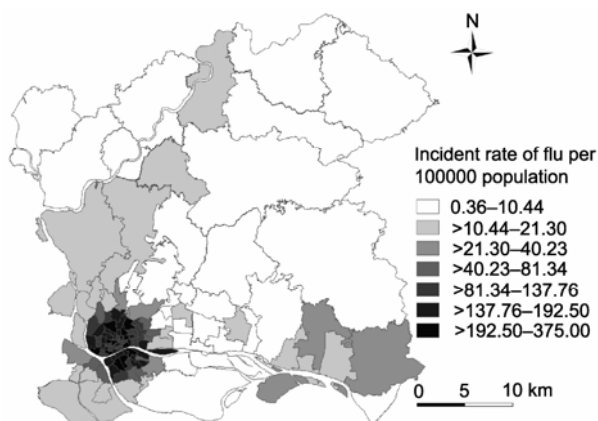 N
Incident rate of flu per
100000 population
0.36–10.44
>10.44–21.30
>21.30–40.23
>40.23–81.34
>81.34–137.76
>137.76–192.50
>192.50–375.00
0 5 10 km